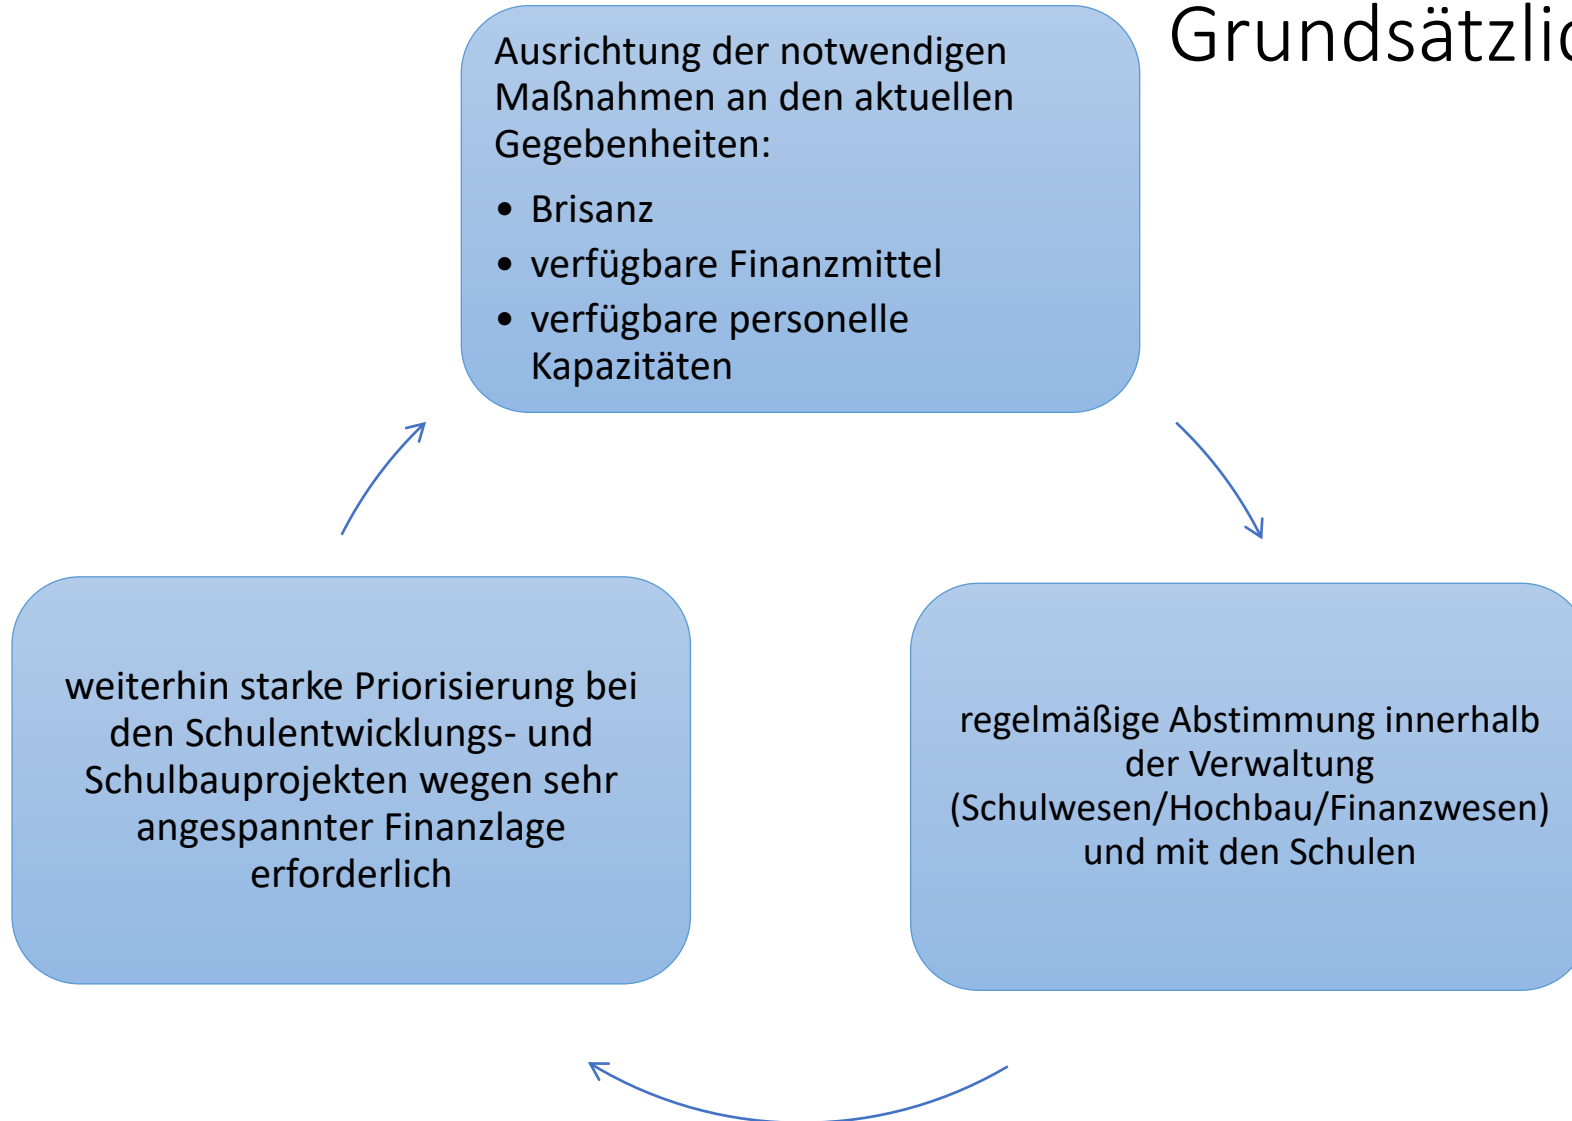 Grundsätzlic
Ausrichtung der notwendigen
Maßnahmen an den aktuellen
Gegebenheiten:
• Brisanz
• verfügbare Finanzmittel
• verfügbare personelle
Kapazitäten
regelmäßige Abstimmung innerhalb
der Verwaltung
(Schulwesen/Hochbau/Finanzwesen)
und mit den Schulen
weiterhin starke Priorisierung bei
den Schulentwicklungs- und
Schulbauprojekten wegen sehr
angespannter Finanzlage
erforderlich